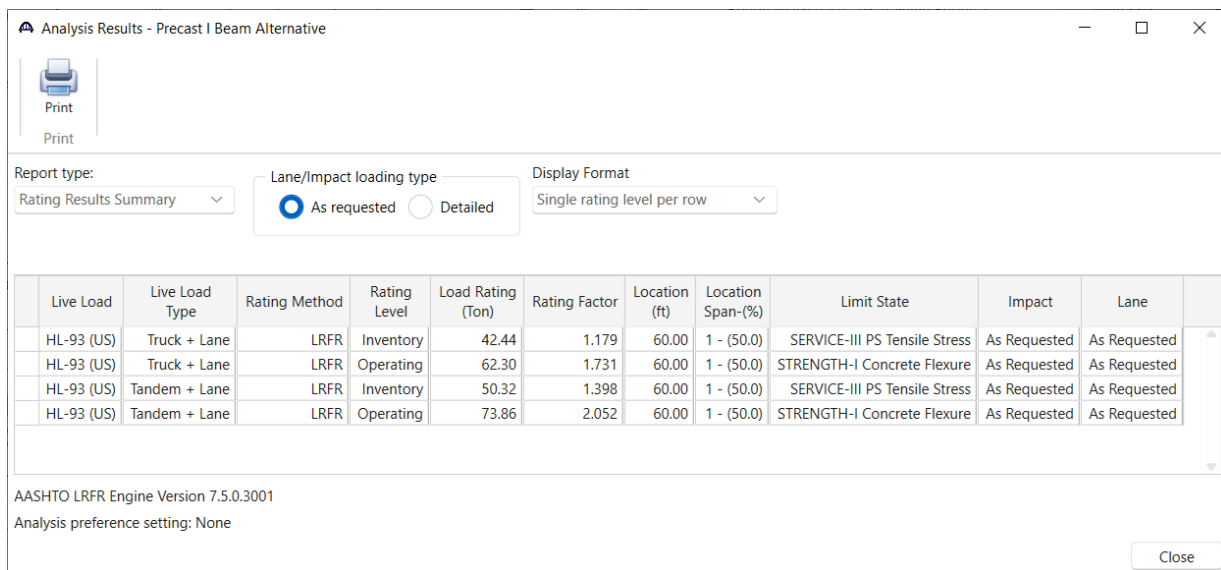 Analysis Results - Precast I Beam Alternative
Print
Print
Report type:
Rating Results Summary
Lane/Impact loading type
As requested Detailed
Display Format
Single rating level per row
Live Load Live Load Type Rating Method Rating Level Load Rating (Ton) Rating Factor Location (ft) Location Span-(%) Limit State Impact Lane
HL-93 (US) Truck + Lane LRFR Inventory 42.44 1.179 60.00 1 - (50.0) SERVICE-III PS Tensile Stress As Requested As Requested
HL-93 (US) Truck + Lane LRFR Operating 62.30 1.731 60.00 1 - (50.0) STRENGTH-I Concrete Flexure As Requested As Requested
HL-93 (US) Tandem + Lane LRFR Inventory 50.32 1.398 60.00 1 - (50.0) SERVICE-III PS Tensile Stress As Requested As Requested
HL-93 (US) Tandem + Lane LRFR Operating 73.86 2.052 60.00 1 - (50.0) STRENGTH-I Concrete Flexure As Requested As Requested
AASHTO LRFR Engine Version 7.5.0.3001
Analysis preference setting: None
Close